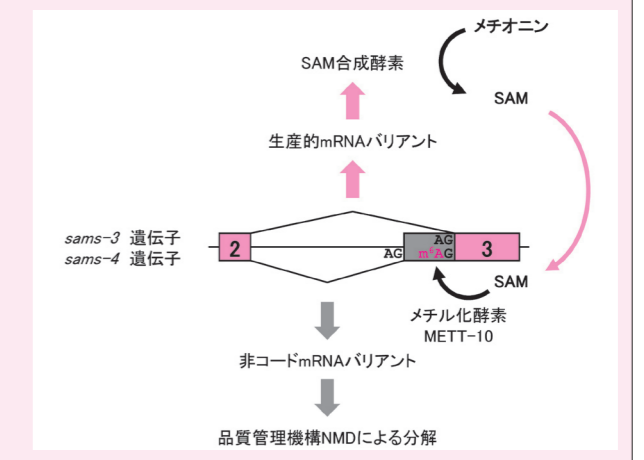 メチオニン
SAM合成酵素
SAM
生産的mRNAバリアント
sams-3 遺伝子
sams-4 遺伝子
2
AG
AG
m⁶AG
3
SAM
メチル化酵素
METT-10
非コードmRNAバリアント
品質管理機構NMDによる分解